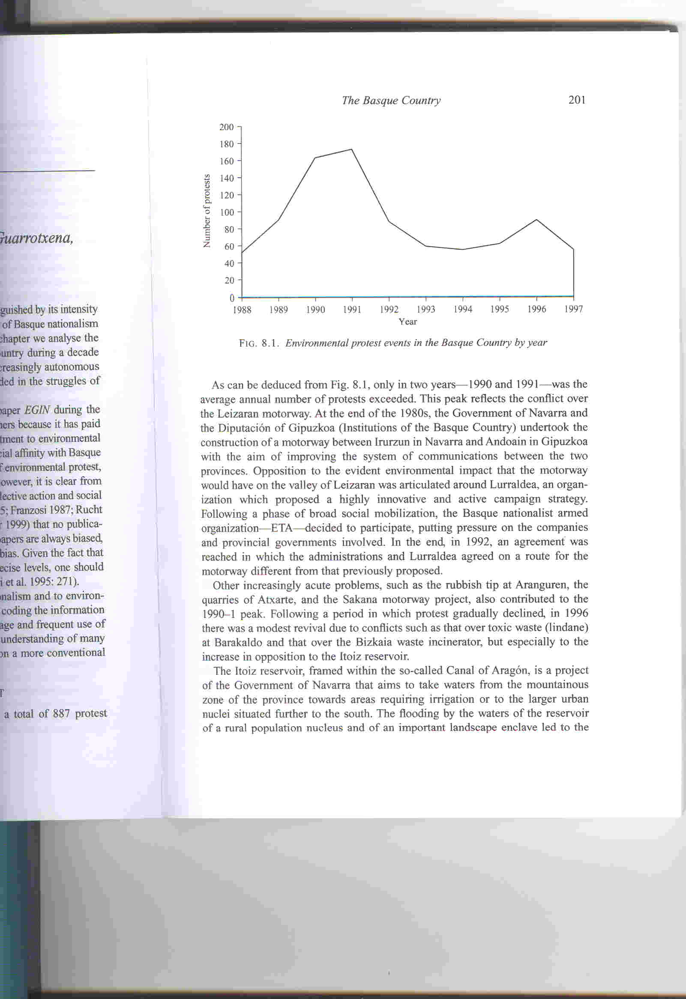 Guarrotxena,
guished by its intensity
of Basque nationalism
chapter we analyse the
untry during a decade
creasingly autonomous
ded in the struggles of
paper EGIN during the
ners because it has paid
tment to environmental
cial affinity with Basque
f environmental protest,
owever, it is clear from
lective action and social
5; Franzosi 1987; Rucht
1999) that no publica-
papers are always biased,
bias. Given the fact that
ecise levels, one should
i et al. 1995: 271).
onalism and to environ-
coding the information
age and frequent use of
understanding of many
on a more conventional
T
a total of 887 protest
The Basque Country 201
Number of protests
200
180
160
140
120
100
80
60
40
20
0
1988 1989 1990 1991 1992 1993 1994 1995 1996 1997
Year
FIG. 8.1. Environmental protest events in the Basque Country by year
As can be deduced from Fig. 8.1, only in two years—1990 and 1991—was the
average annual number of protests exceeded. This peak reflects the conflict over
the Leizaran motorway. At the end of the 1980s, the Government of Navarra and
the Diputación of Gipuzkoa (Institutions of the Basque Country) undertook the
construction of a motorway between Irurzun in Navarra and Andoain in Gipuzkoa
with the aim of improving the system of communications between the two
provinces. Opposition to the evident environmental impact that the motorway
would have on the valley of Leizaran was articulated around Lurraldea, an organ-
ization which proposed a highly innovative and active campaign strategy.
Following a phase of broad social mobilization, the Basque nationalist armed
organization—ETA—decided to participate, putting pressure on the companies
and provincial governments involved. In the end, in 1992, an agreement was
reached in which the administrations and Lurraldea agreed on a route for the
motorway different from that previously proposed.
Other increasingly acute problems, such as the rubbish tip at Aranguren, the
quarries of Atxarte, and the Sakana motorway project, also contributed to the
1990–1 peak. Following a period in which protest gradually declined, in 1996
there was a modest revival due to conflicts such as that over toxic waste (lindane)
at Barakaldo and that over the Bizkaia waste incinerator, but especially to the
increase in opposition to the Itoiz reservoir.
The Itoiz reservoir, framed within the so-called Canal of Aragón, is a project
of the Government of Navarra that aims to take waters from the mountainous
zone of the province towards areas requiring irrigation or to the larger urban
nuclei situated further to the south. The flooding by the waters of the reservoir
of a rural population nucleus and of an important landscape enclave led to the